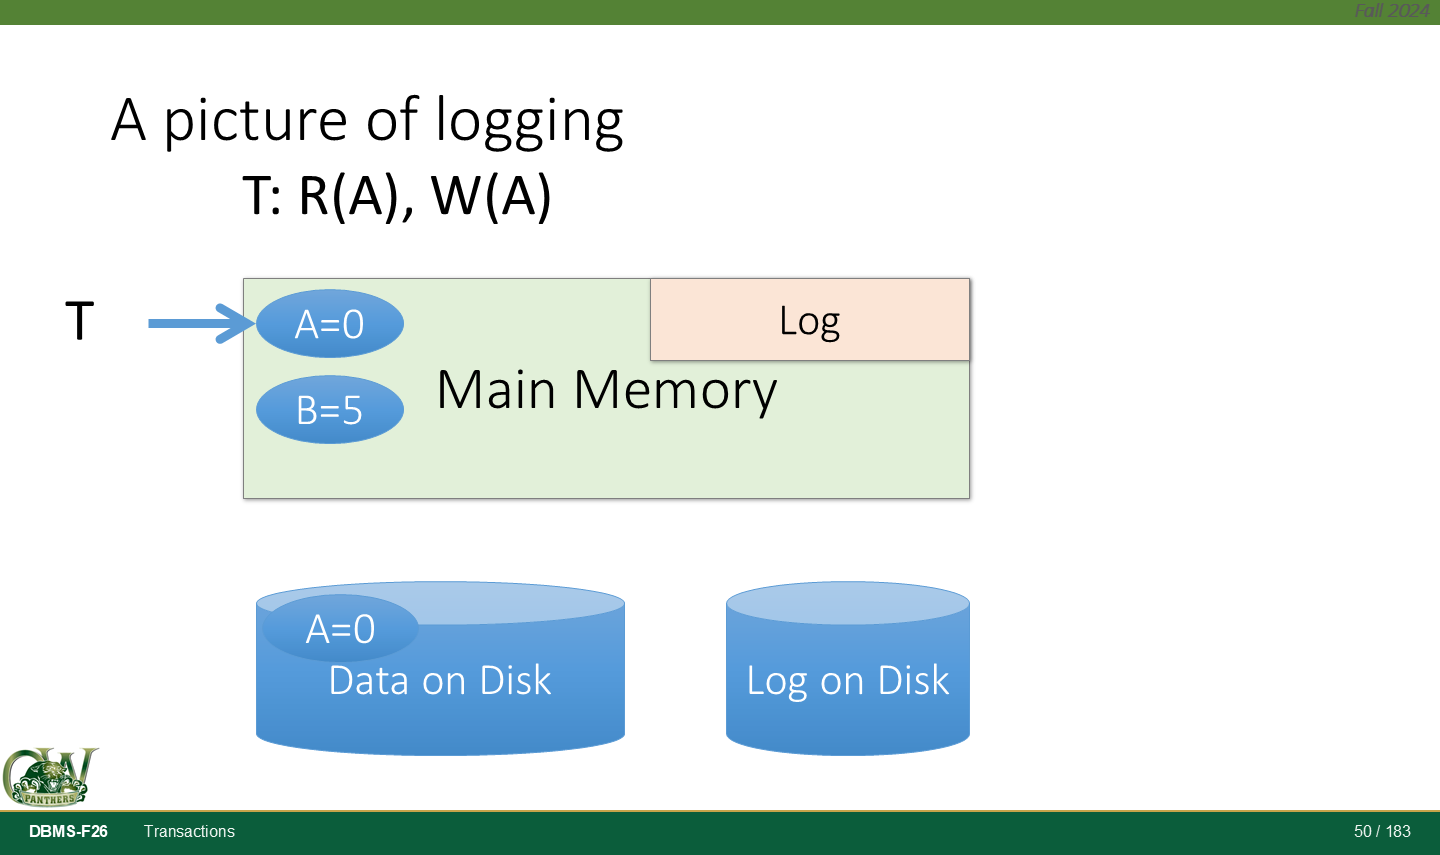 Fall 2024
A picture of logging
T: R(A), W(A)
T
A=0
Log
B=5
Main Memory
A=0
Data on Disk
Log on Disk
OW
PANTHERS
DBMS-F26 Transactions 50 / 183